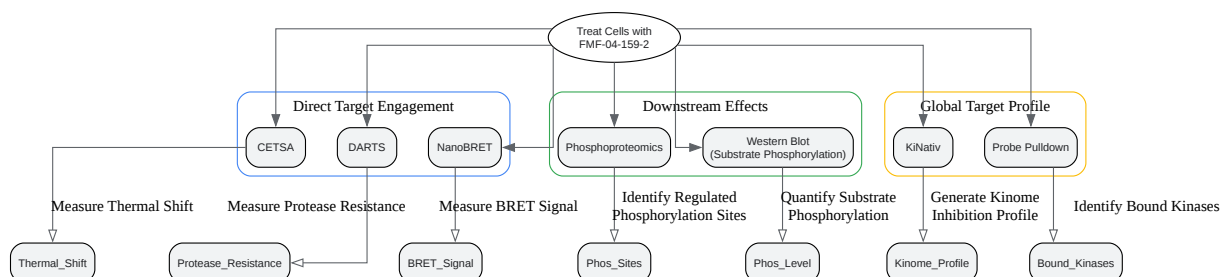 Treat Cells with
FMF-04-159-2
Direct Target Engagement
Downstream Effects
Global Target Profile
CETSA
DARTS
NanoBRET
Phosphoproteomics
Western Blot
(Substrate Phosphorylation)
KiNativ
Probe Pulldown
Measure Thermal Shift
Measure Protease Resistance
Measure BRET Signal
Identify Regulated
Phosphorylation Sites
Quantify Substrate
Phosphorylation
Generate Kinome
Inhibition Profile
Identify Bound Kinases
Thermal_Shift
Protease_Resistance
BRET_Signal
Phos_Sites
Phos_Level
Kinome_Profile
Bound_Kinases